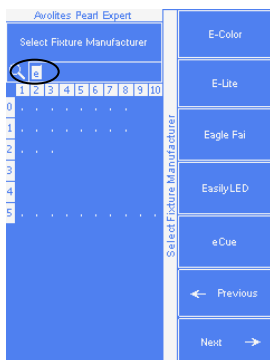 Avolites Pearl Expert
Select Fixture Manufacturer
e
1 2 3 4 5 6 7 8 9 10
0
1
2
3
4
5
Select Fixture Manufacturer
E-Color
E-Lite
Eagle Fai
EasilyLED
eCue
← Previous
Next →